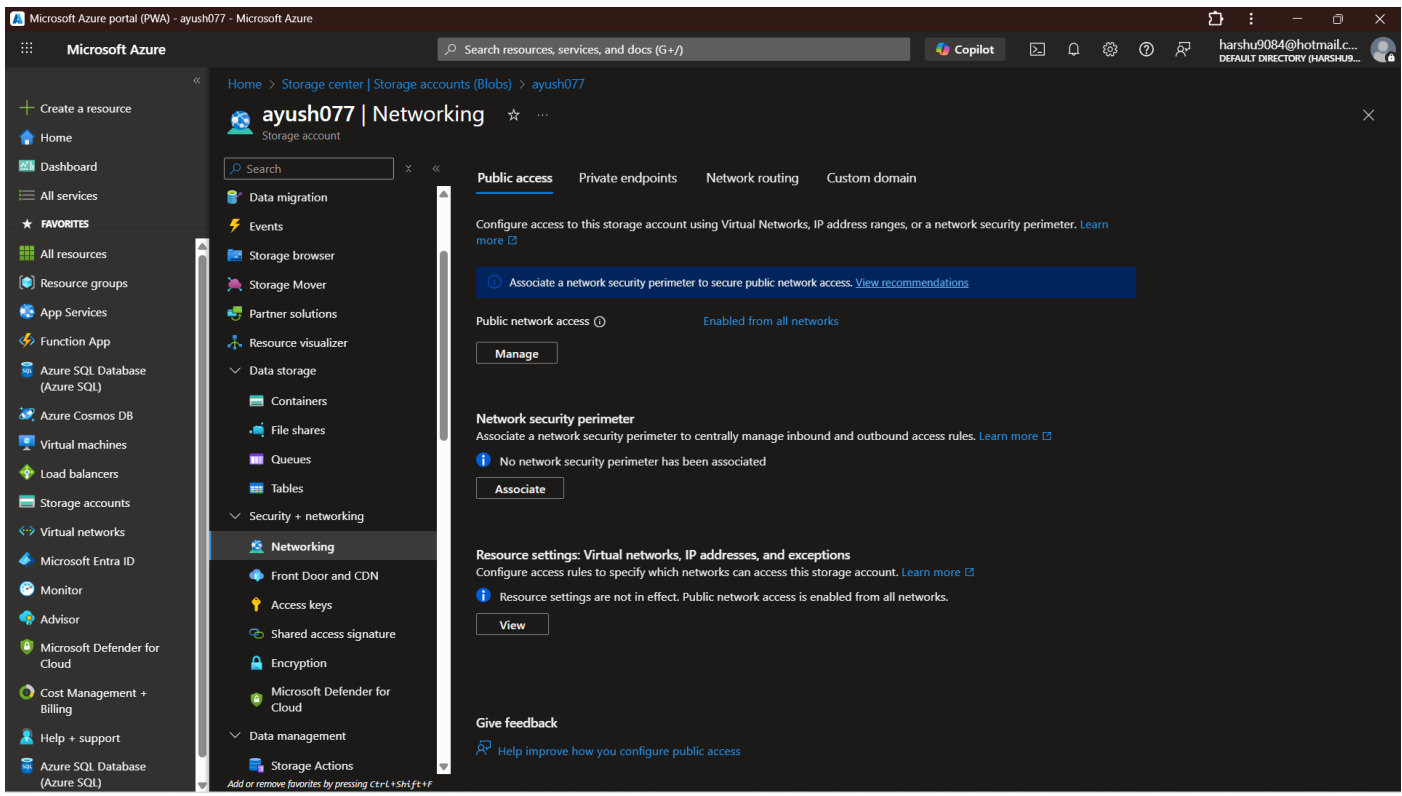 Microsoft Azure portal (PWA) - ayush077 - Microsoft Azure
Microsoft Azure
Search resources, services, and docs (G+/)
Copilot
harshu9084@hotmail.c...
DEFAULT DIRECTORY (HARSHU9...
Create a resource
Home
Dashboard
All services
FAVORITES
All resources
Resource groups
App Services
Function App
Azure SQL Database
(Azure SQL)
Azure Cosmos DB
Virtual machines
Load balancers
Storage accounts
Virtual networks
Microsoft Entra ID
Monitor
Advisor
Microsoft Defender for
Cloud
Cost Management +
Billing
Help + support
Azure SQL Database
(Azure SQL)
Home > Storage center | Storage accounts (Blobs) > ayush077
ayush077 | Networking
Storage account
Search
Data migration
Events
Storage browser
Storage Mover
Partner solutions
Resource visualizer
Data storage
Containers
File shares
Queues
Tables
Security + networking
Networking
Front Door and CDN
Access keys
Shared access signature
Encryption
Microsoft Defender for
Cloud
Data management
Storage Actions
Add or remove favorites by pressing Ctrl+Shift+F
Public access Private endpoints Network routing Custom domain
Configure access to this storage account using Virtual Networks, IP address ranges, or a network security perimeter. Learn
more
Associate a network security perimeter to secure public network access. View recommendations
Public network access Enabled from all networks
Manage
Network security perimeter
Associate a network security perimeter to centrally manage inbound and outbound access rules. Learn more
No network security perimeter has been associated
Associate
Resource settings: Virtual networks, IP addresses, and exceptions
Configure access rules to specify which networks can access this storage account. Learn more
Resource settings are not in effect. Public network access is enabled from all networks.
View
Give feedback
Help improve how you configure public access